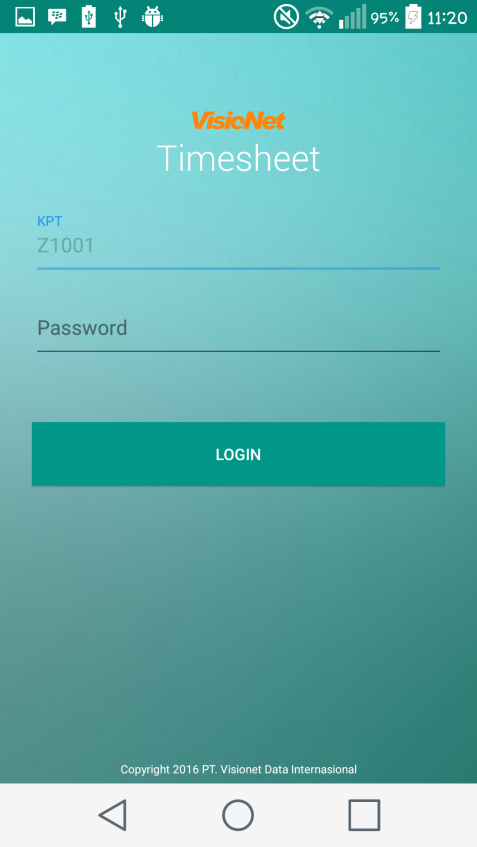 95% 11:20
VisioNet
Timesheet
KPT
Z1001
Password
LOGIN
Copyright 2016 PT. Visionet Data Internasional